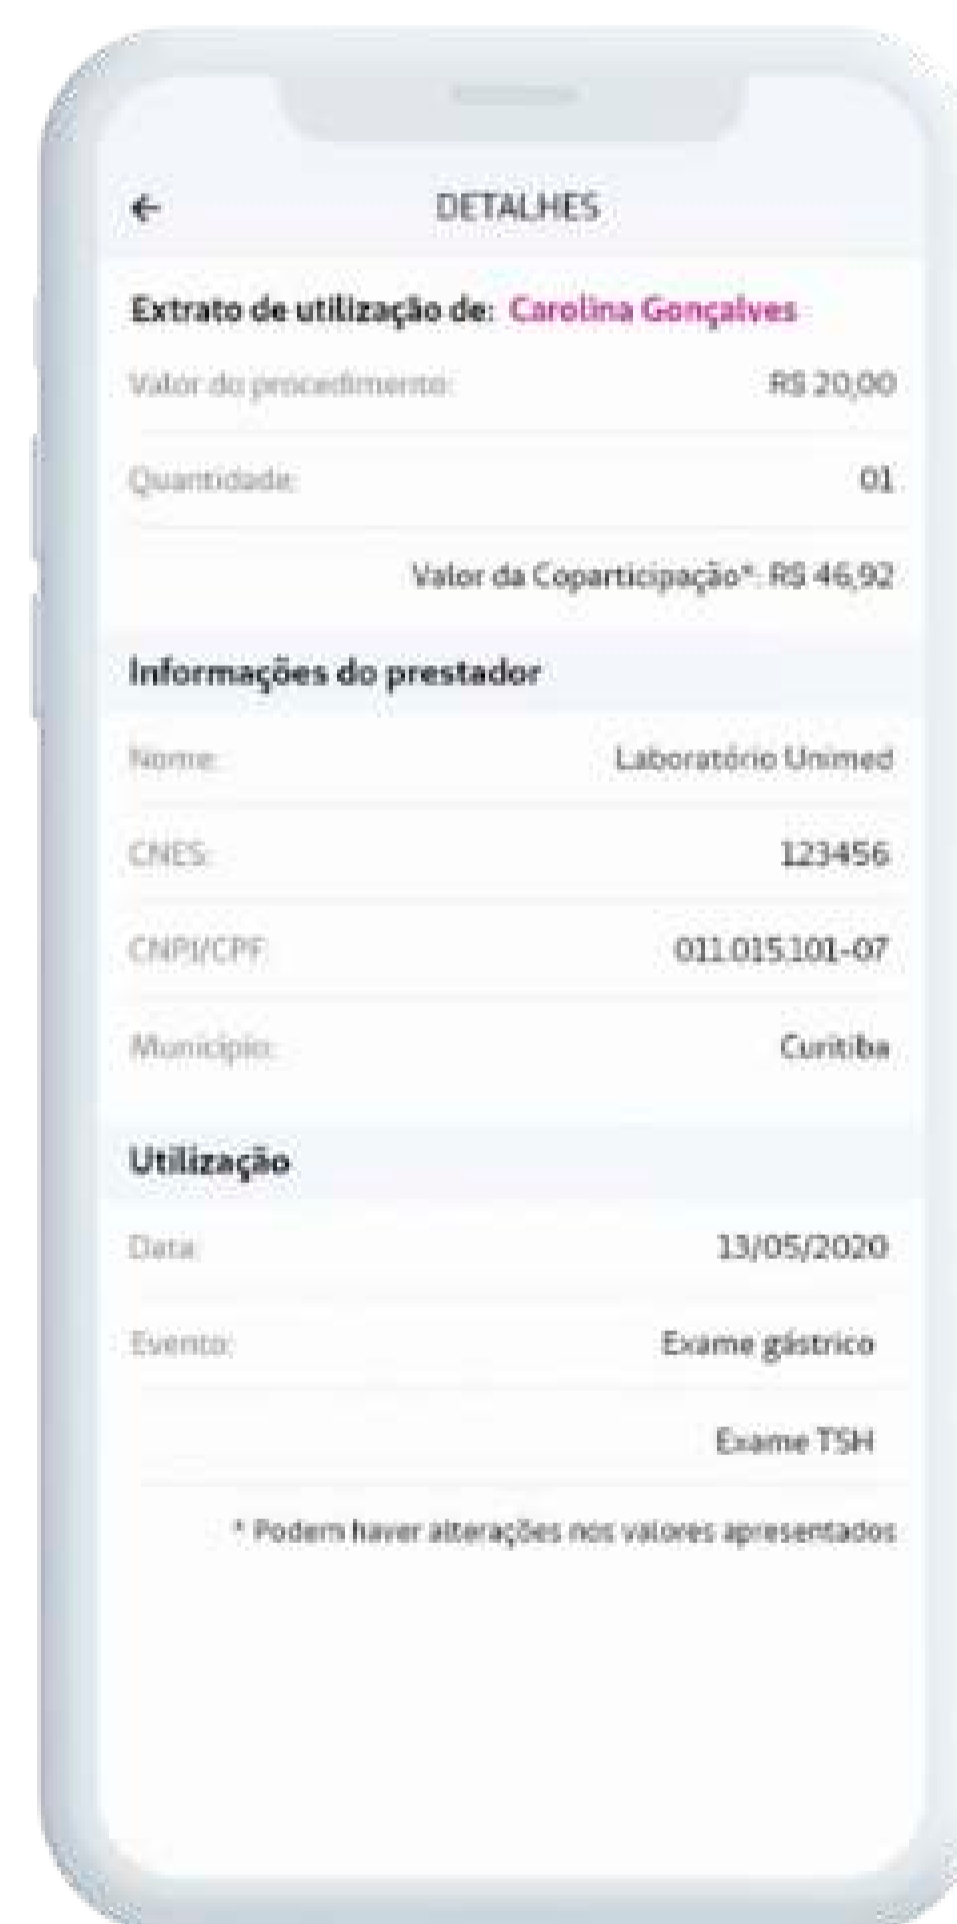 ← DETALHES
Extrato de utilização de: Carolina Gonçalves
Valor do procedimento: R$ 20,00
Quantidade: 01
Valor da Coparticipação*: R$ 46,92
Informações do prestador
Nome: Laboratório Unimed
CNES: 123456
CNPJ/CPF: 011.015.101-07
Município: Curitiba
Utilização
Data: 13/05/2020
Evento: Exame gástrico
Exame TSH
* Podem haver alterações nos valores apresentados